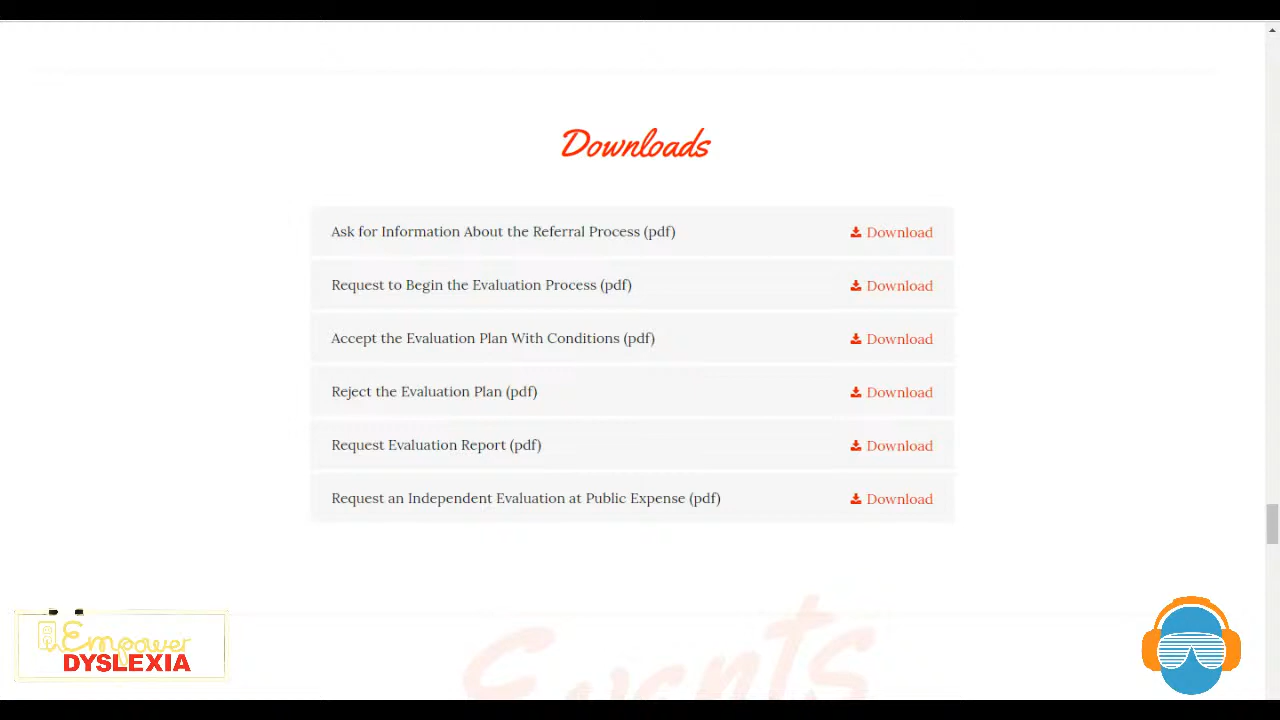 Downloads
Ask for Information About the Referral Process (pdf) Download
Request to Begin the Evaluation Process (pdf) Download
Accept the Evaluation Plan With Conditions (pdf) Download
Reject the Evaluation Plan (pdf) Download
Request Evaluation Report (pdf) Download
Request an Independent Evaluation at Public Expense (pdf) Download
Events
Empower
DYSLEXIA